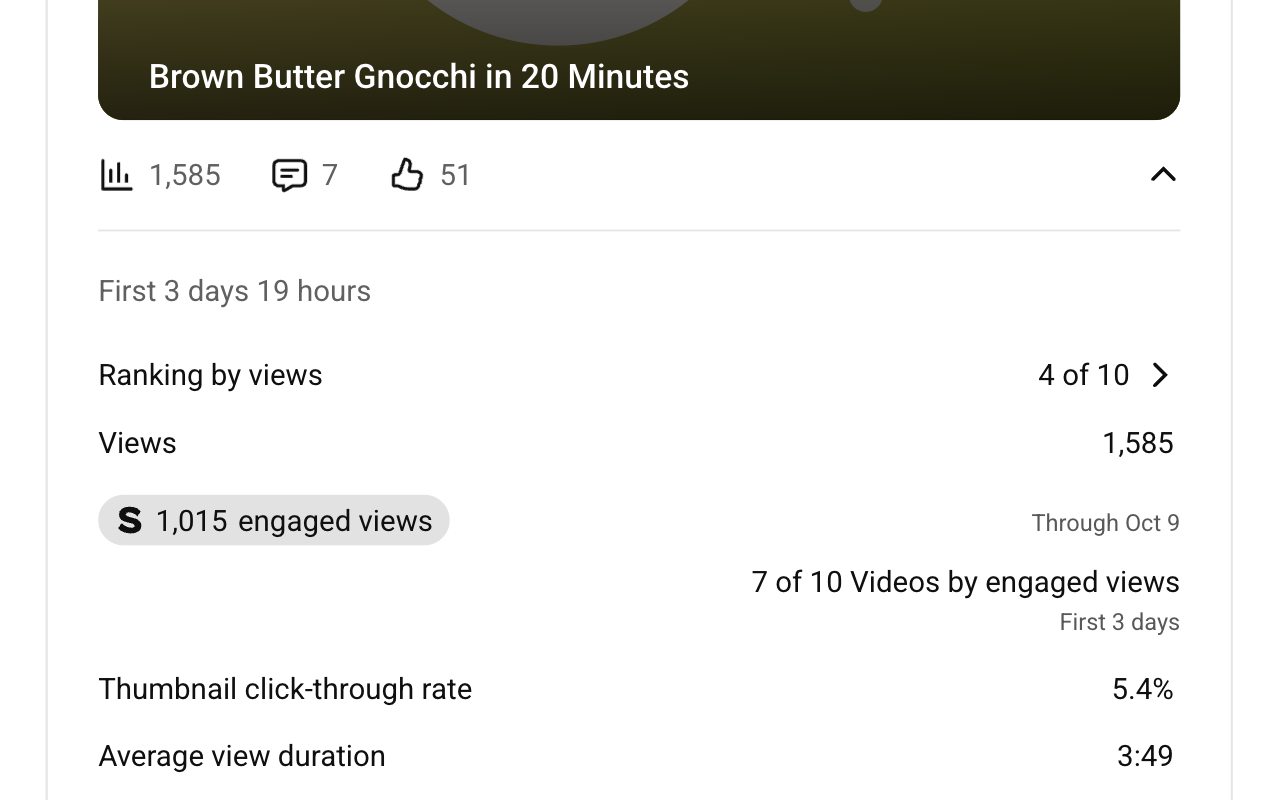 Brown Butter Gnocchi in 20 Minutes
1,585 7 51
First 3 days 19 hours
Ranking by views 4 of 10
Views 1,585
S 1,015 engaged views Through Oct 9
7 of 10 Videos by engaged views
First 3 days
Thumbnail click-through rate 5.4%
Average view duration 3:49